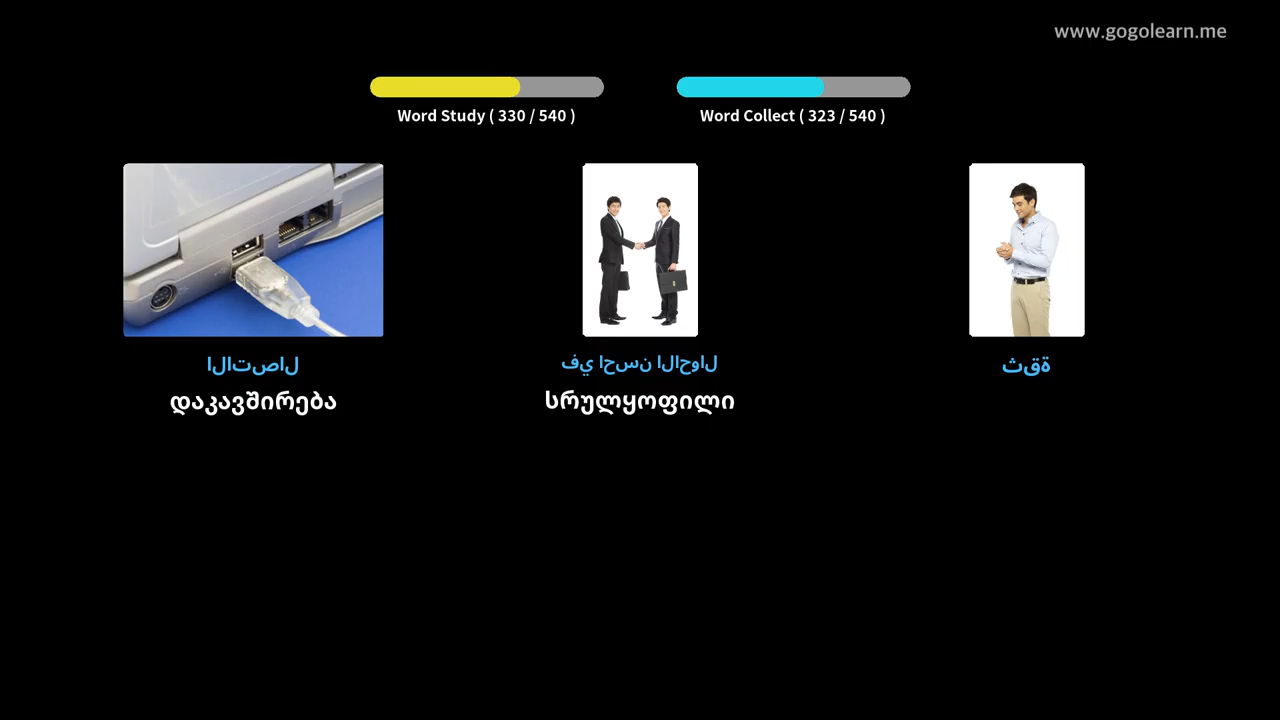 www.gogolearn.me
Word Study ( 330 / 540 )
Word Collect ( 323 / 540 )
الاتصال
في احسن الاحوال
ثقة
დაკავშირება
სრულყოფილი